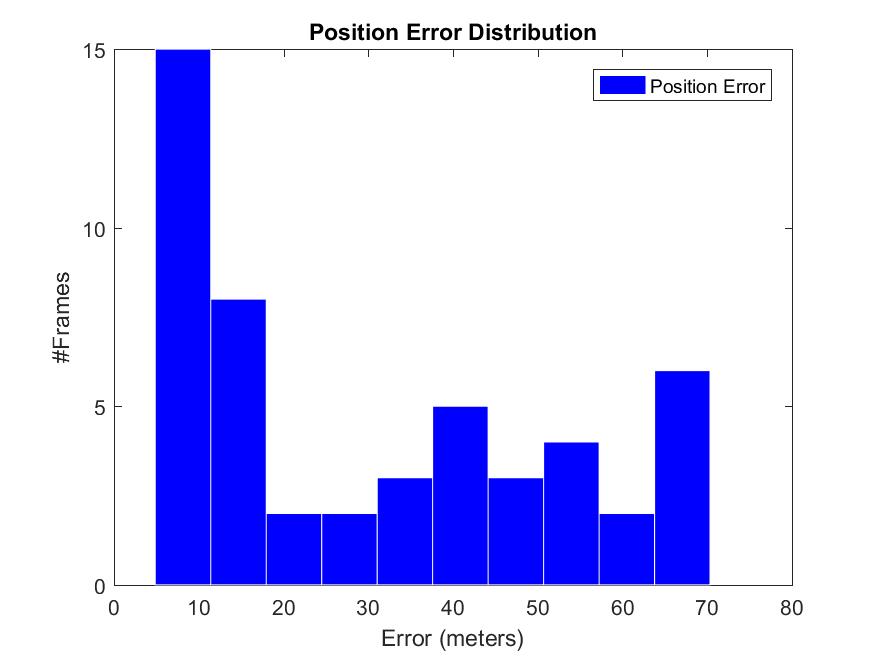 Position Error Distribution
Position Error
15
10
5
0
#Frames
0 10 20 30 40 50 60 70 80
Error (meters)